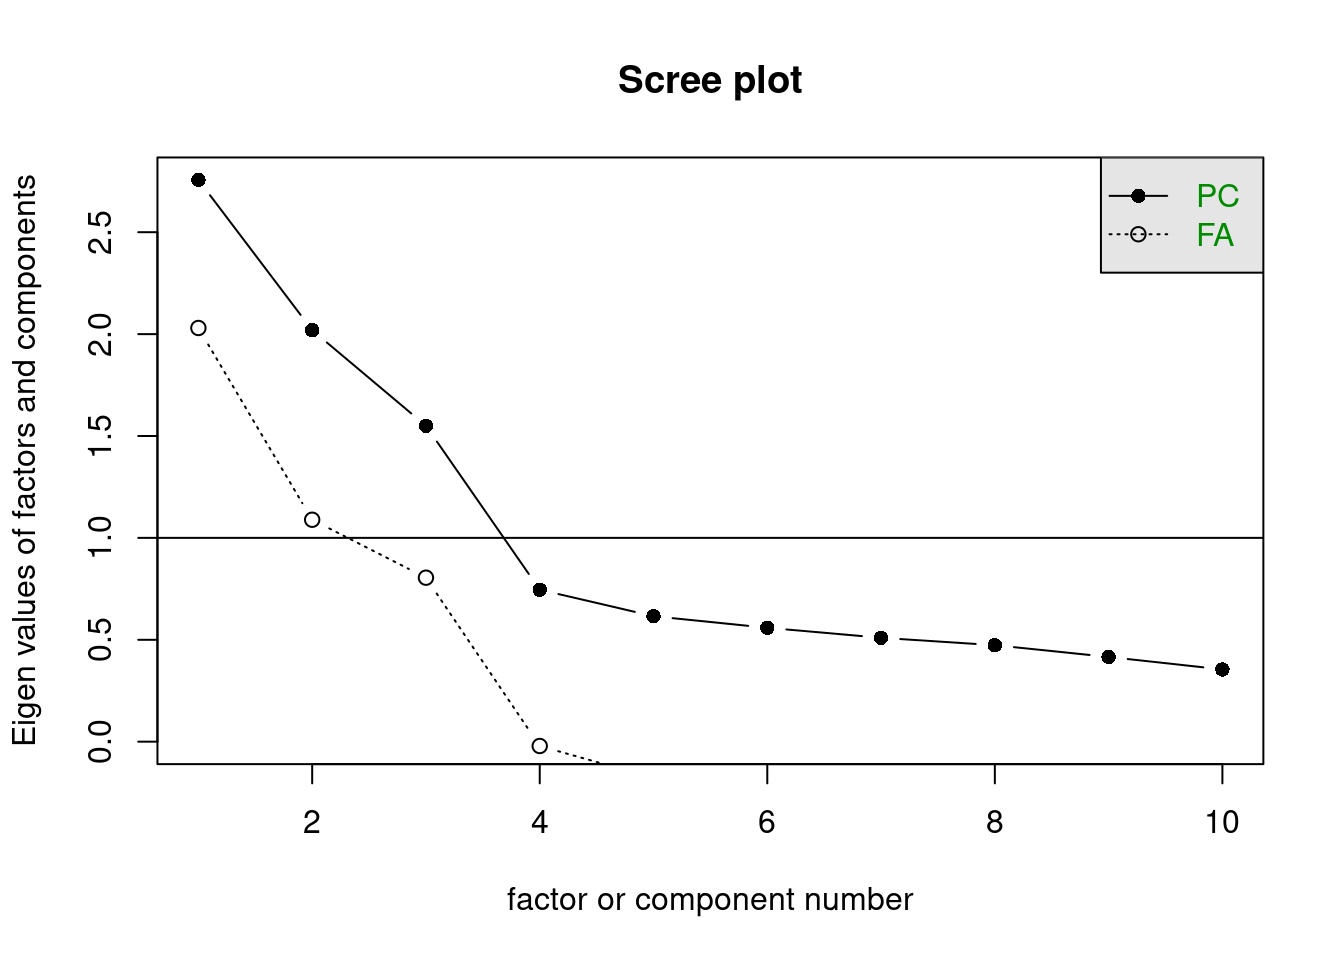 Scree plot
PC
FA
Eigen values of factors and components
2.5
2.0
1.5
1.0
0.5
0.0
2 4 6 8 10
factor or component number